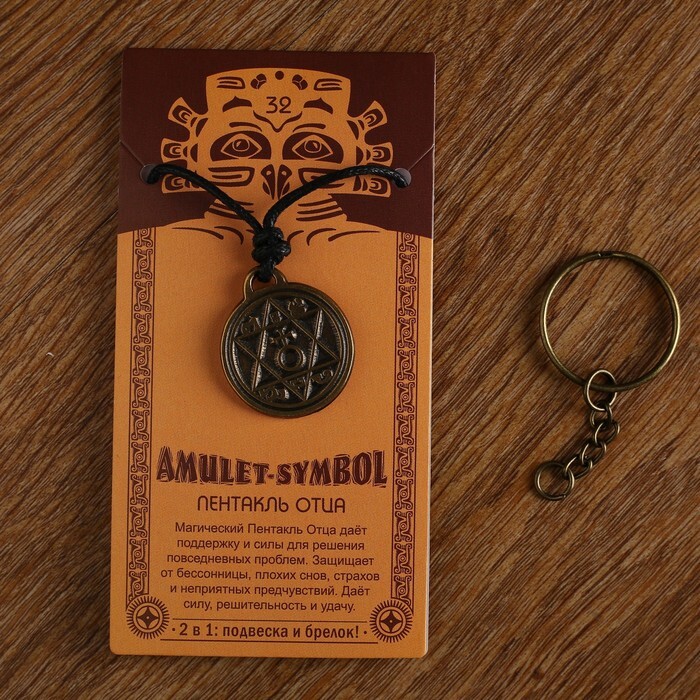 32
AMULET-SYMBOL
ПЕНТАКЛЬ ОТЦА
Магический Пентакль Отца даёт
поддержку и силы для решения
повседневных проблем. Защищает
от бессонницы, плохих снов, страхов
и неприятных предчувствий. Даёт
силу, решительность и удачу.
· 2 в 1: подвеска и брелок! ·